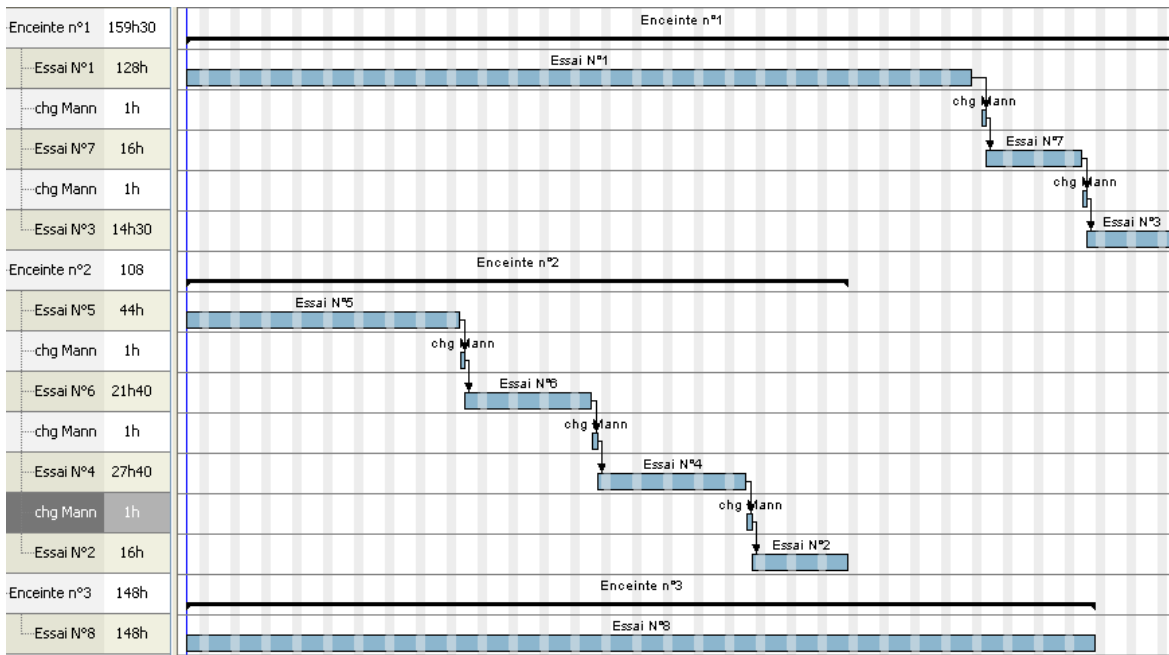 Enceinte n°1 159h30 Enceinte n°1
Essai N°1 128h Essai N°1
chg Mann 1h chg Mann
Essai N°7 16h Essai N°7
chg Mann 1h chg Mann
Essai N°3 14h30 Essai N°3
Enceinte n°2 108 Enceinte n°2
Essai N°5 44h Essai N°5
chg Mann 1h chg Mann
Essai N°6 21h40 Essai N°6
chg Mann 1h chg Mann
Essai N°4 27h40 Essai N°4
chg Mann 1h chg Mann
Essai N°2 16h Essai N°2
Enceinte n°3 148h Enceinte n°3
Essai N°8 148h Essai N°8